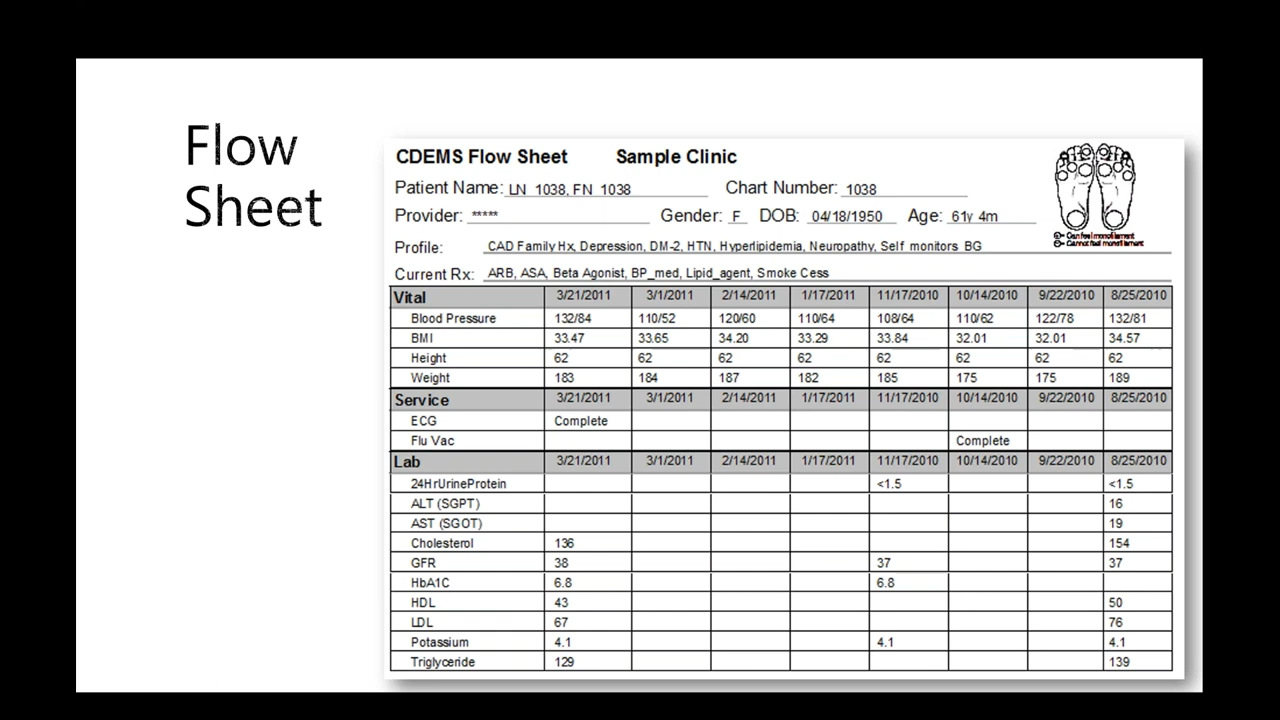 Flow
Sheet
CDEMS Flow Sheet Sample Clinic
Patient Name: LN 1038, FN 1038 Chart Number: 1038
Provider: ***** Gender: F DOB: 04/18/1950 Age: 61y 4m
Can feel monofilament
Cannot feel monofilament
Profile: CAD Family Hx, Depression, DM-2, HTN, Hyperlipidemia, Neuropathy, Self monitors BG
Current Rx: ARB, ASA, Beta Agonist, BP_med, Lipid_agent, Smoke Cess
Vital 3/21/2011 3/1/2011 2/14/2011 1/17/2011 11/17/2010 10/14/2010 9/22/2010 8/25/2010
Blood Pressure 132/84 110/52 120/60 110/64 108/64 110/62 122/78 132/81
BMI 33.47 33.65 34.20 33.29 33.84 32.01 32.01 34.57
Height 62 62 62 62 62 62 62 62
Weight 183 184 187 182 185 175 175 189
Service 3/21/2011 3/1/2011 2/14/2011 1/17/2011 11/17/2010 10/14/2010 9/22/2010 8/25/2010
ECG Complete
Flu Vac Complete
Lab 3/21/2011 3/1/2011 2/14/2011 1/17/2011 11/17/2010 10/14/2010 9/22/2010 8/25/2010
24HrUrineProtein <1.5 <1.5
ALT (SGPT) 16
AST (SGOT) 19
Cholesterol 136 154
GFR 38 37 37
HbA1C 6.8 6.8
HDL 43 50
LDL 67 76
Potassium 4.1 4.1 4.1
Triglyceride 129 139